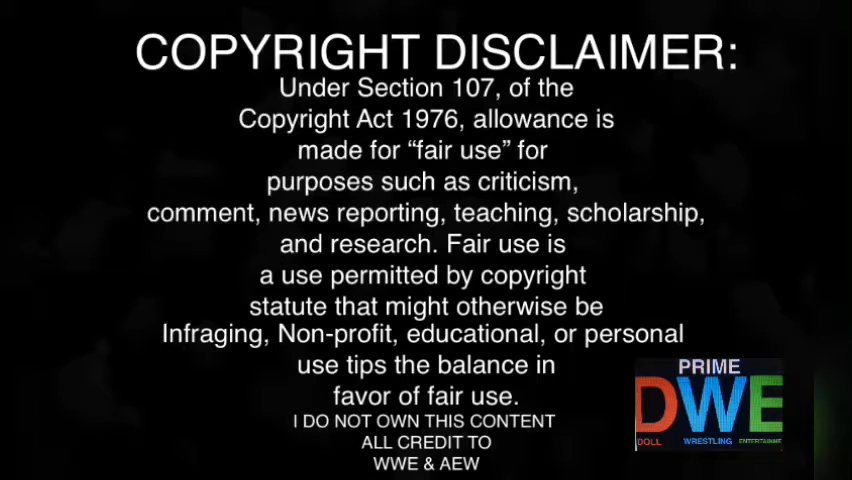 COPYRIGHT DISCLAIMER:
Under Section 107, of the
Copyright Act 1976, allowance is
made for “fair use” for
purposes such as criticism,
comment, news reporting, teaching, scholarship,
and research. Fair use is
a use permitted by copyright
statute that might otherwise be
Infraging, Non-profit, educational, or personal
use tips the balance in
favor of fair use.
I DO NOT OWN THIS CONTENT
ALL CREDIT TO
WWE & AEW
PRIME
DWE
DOLL WRESTLING